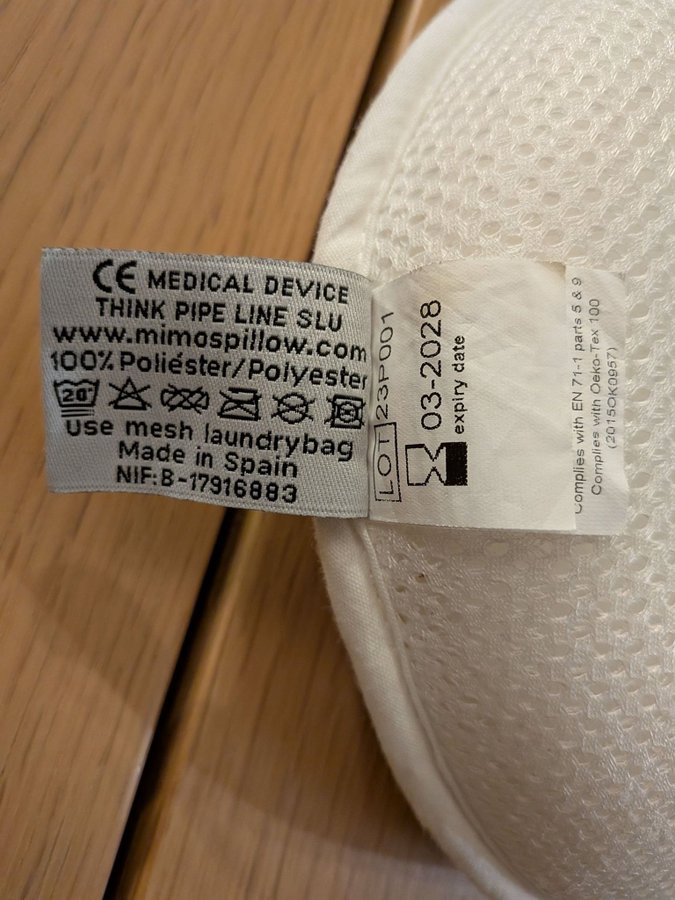 CE MEDICAL DEVICE
THINK PIPE LINE SLU
www.mimospillow.com
100% Poliéster/Polyester
20°
Use mesh laundrybag
Made in Spain
NIF:B-17916883
LOT 23P001
03-2028
expiry date
Complies with EN 71-1 parts 5 & 9
Complies with Oeko-Tex 100
(2015OK0957)